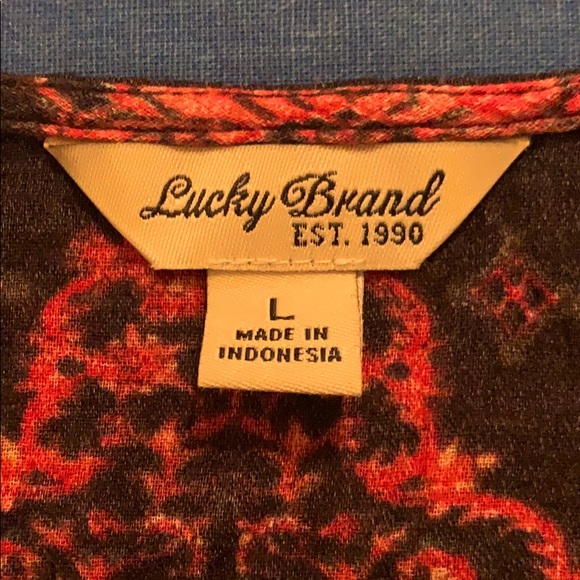 Lucky Brand
EST. 1990
L
MADE IN
INDONESIA